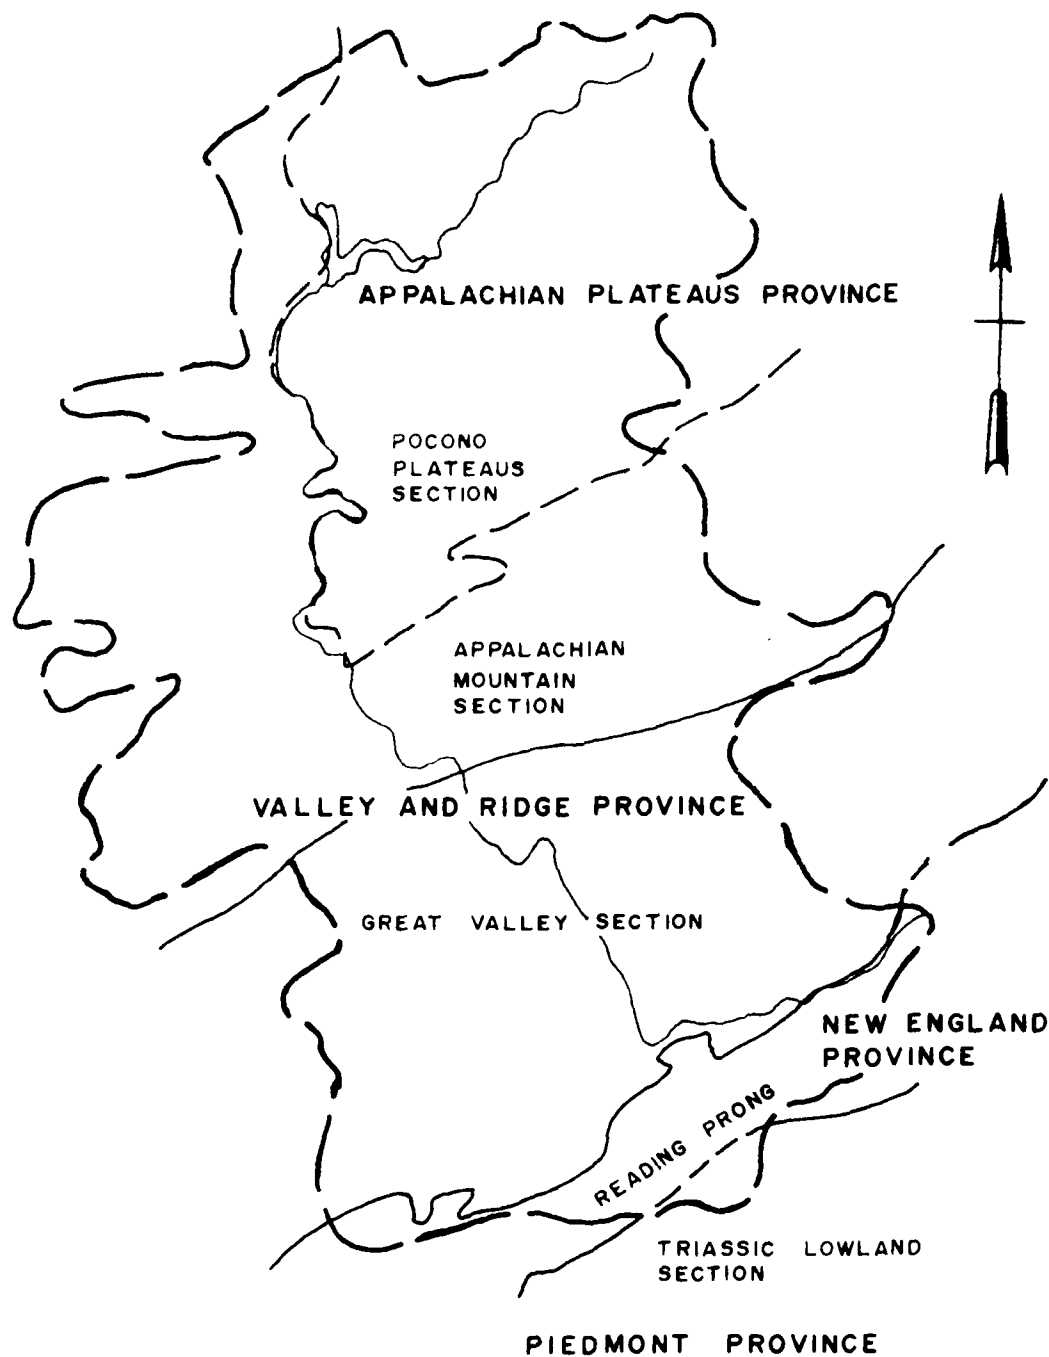 APPALACHIAN PLATEAUS PROVINCE
POCONO
PLATEAUS
SECTION
APPALACHIAN
MOUNTAIN
SECTION
VALLEY AND RIDGE PROVINCE
GREAT VALLEY SECTION
NEW ENGLAND
PROVINCE
READING PRONG
TRIASSIC LOWLAND
SECTION
PIEDMONT PROVINCE